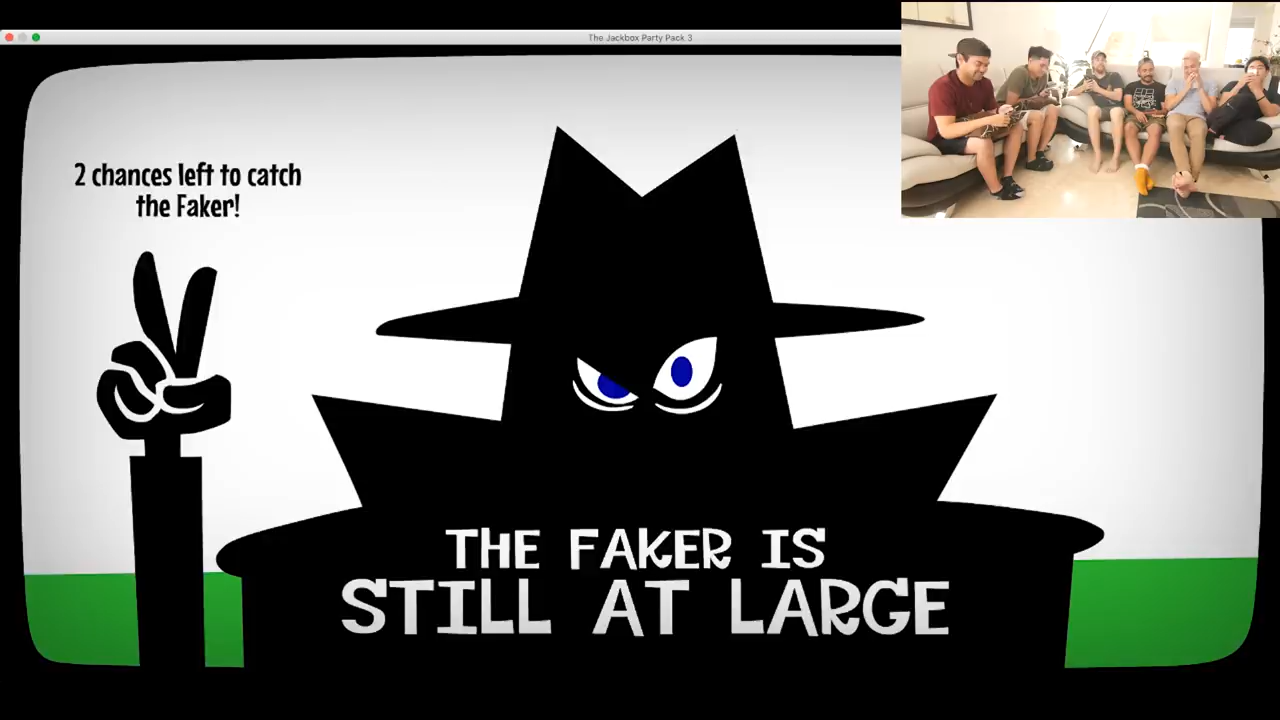 The Jackbox Party Pack 3
2 chances left to catch
the Faker!
THE FAKER IS
STILL AT LARGE